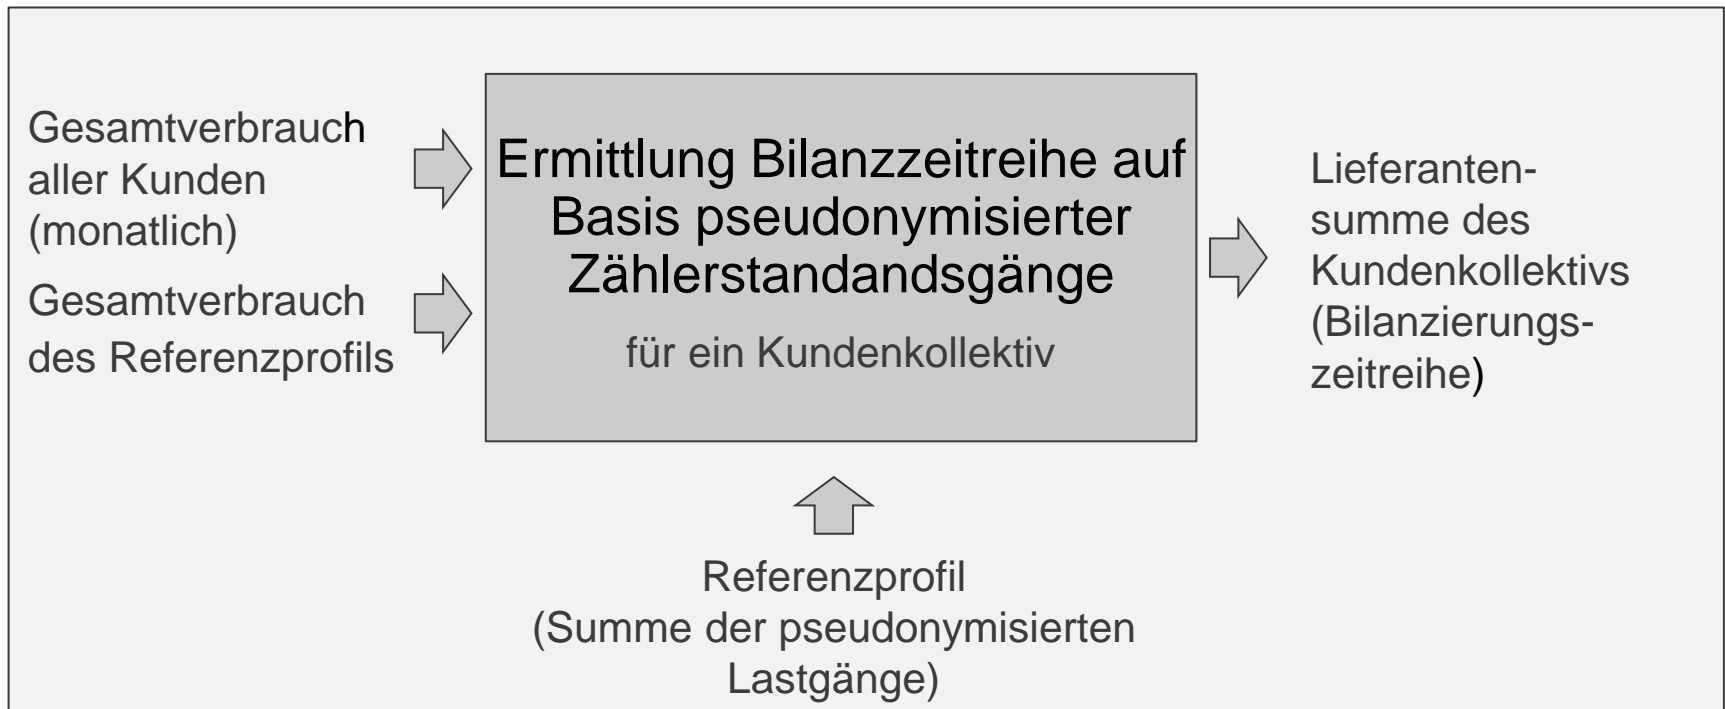 Gesamtverbrauch
aller Kunden
(monatlich)
Gesamtverbrauch
des Referenzprofils
Ermittlung Bilanzzeitreihe auf
Basis pseudonymisierter
Zählerstandandsgänge
für ein Kundenkollektiv
Lieferanten-
summe des
Kundenkollektivs
(Bilanzierungs-
zeitreihe)
Referenzprofil
(Summe der pseudonymisierten
Lastgänge)